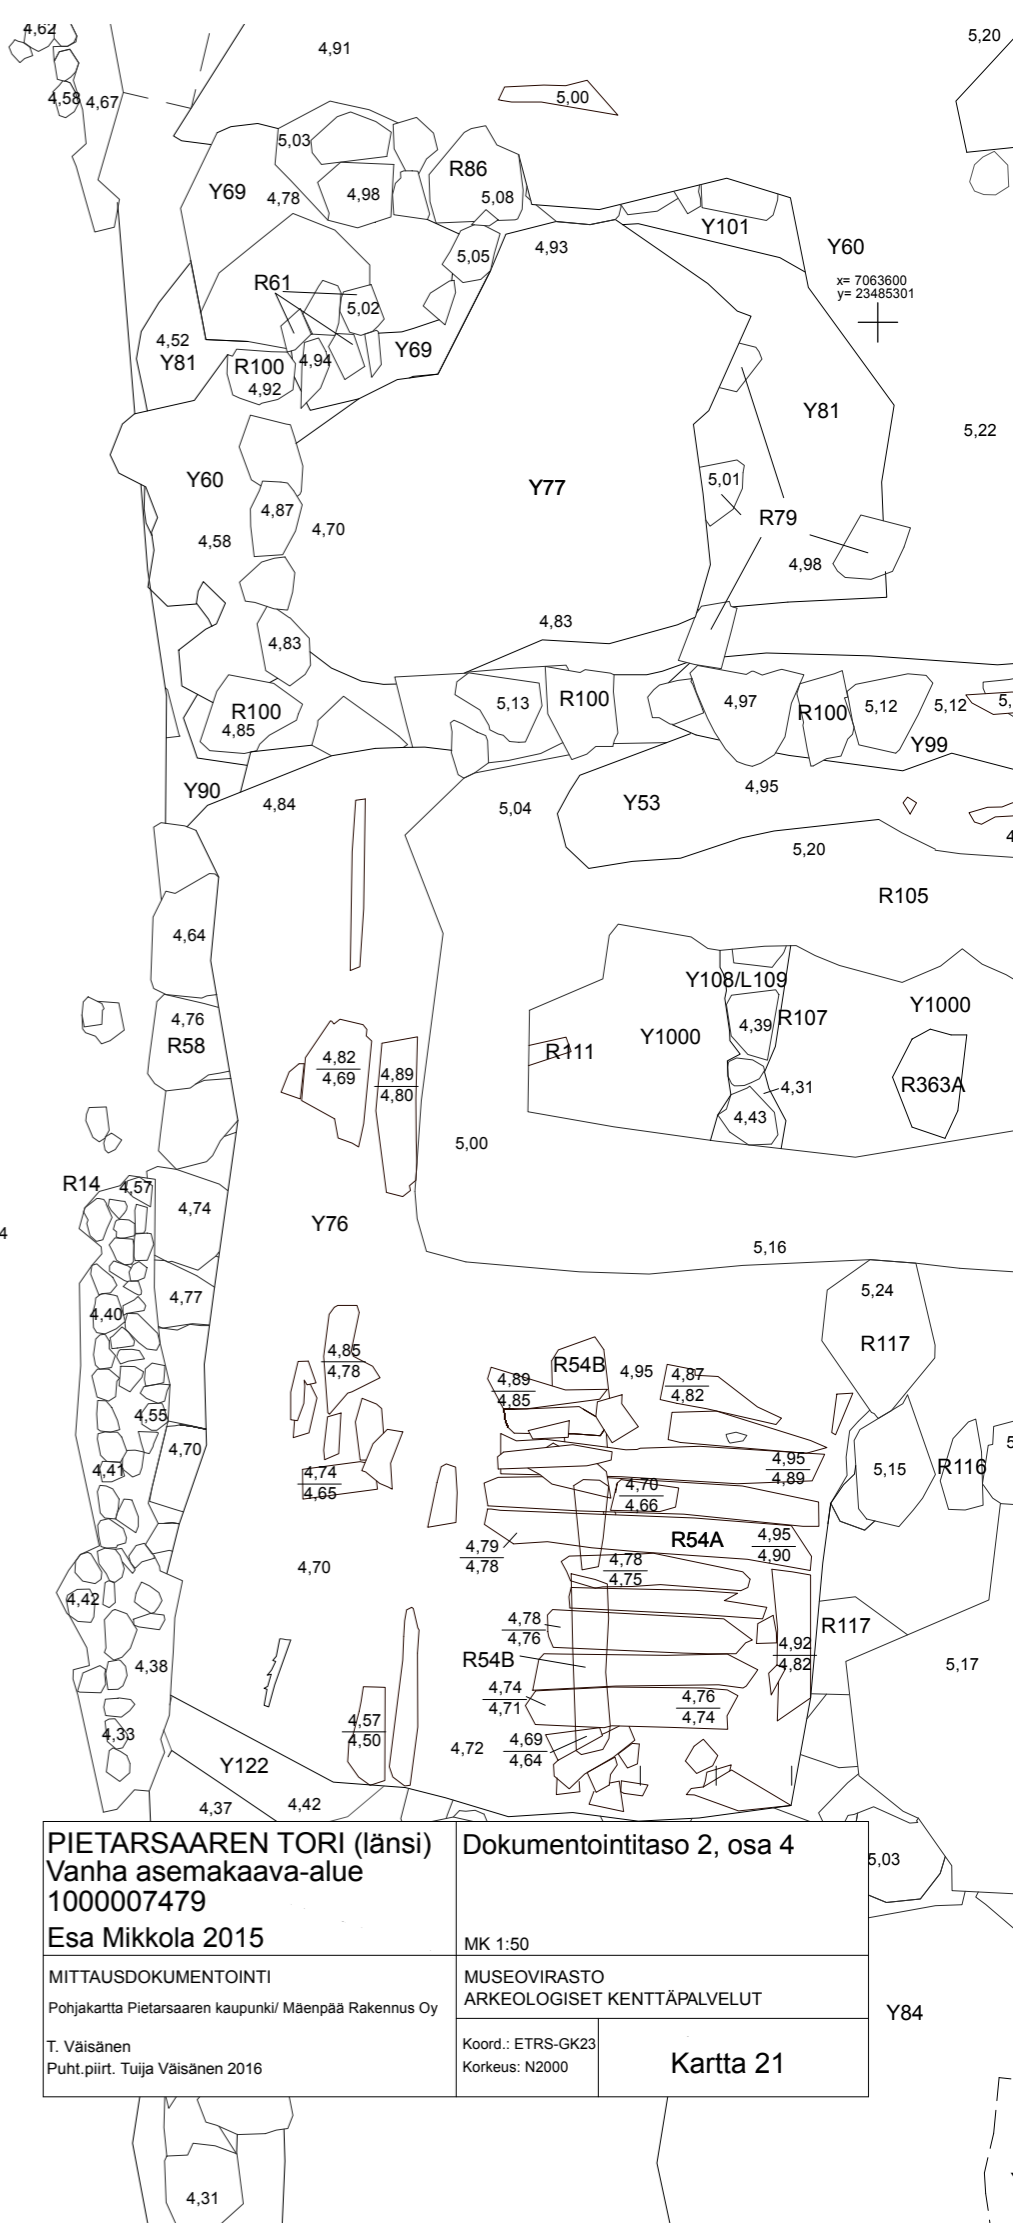 4,62
4,91
5,20
4,58
4,67
5,00
5,03
R86
Y69
4,78
4,98
5,08
Y101
4,93
Y60
5,05
x= 7063600
y= 23485301
R61
5,02
4,52
Y81
R100
4,94
Y69
4,92
Y81
5,22
Y60
5,01
Y77
4,87
4,58
4,70
R79
4,98
4,83
4,83
R100
4,85
5,13
R100
4,97
R100
5,12
5,12
5,
Y99
Y90
4,84
5,04
Y53
4,95
4
5,20
R105
4,64
Y108/L109
4,76
R58
4,39
R107
Y1000
Y1000
R111
4,82
4,69
4,89
4,80
4,31
R363A
4,43
5,00
R14
4,57
4,74
Y76
4
5,16
4,77
5,24
4,40
R117
4,85
4,78
R54B
4,95
4,87
4,82
4,89
4,85
4,55
4,70
5
4,41
4,74
4,65
4,95
4,89
5,15
R116
4,70
4,66
R54A
4,95
4,90
4,79
4,78
4,70
4,78
4,75
4,42
4,78
4,76
R117
4,92
4,82
4,38
R54B
5,17
4,74
4,71
4,76
4,74
4,33
4,57
4,50
4,72
4,69
4,64
Y122
4,37
4,42
PIETARSAAREN TORI (länsi)
Vanha asemakaava-alue
1000007479
Esa Mikkola 2015
Dokumentointitaso 2, osa 4
MK 1:50
5,03
MITTAUSDOKUMENTOINTI
Pohjakartta Pietarsaaren kaupunki/ Mäenpää Rakennus Oy
T. Väisänen
Puht.piirt. Tuija Väisänen 2016
MUSEOVIRASTO
ARKEOLOGISET KENTTÄPALVELUT
Koord.: ETRS-GK23
Korkeus: N2000
Kartta 21
Y84
4,31